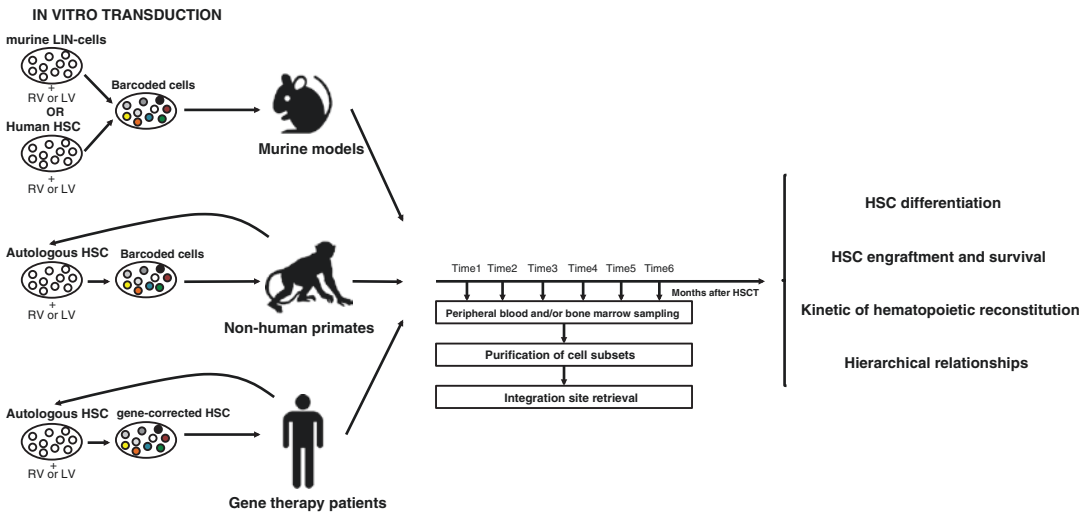 IN VITRO TRANSDUCTION
murine LIN-cells
+
RV or LV
OR
Human HSC
+
RV or LV
Barcoded cells
Murine models
Autologous HSC
+
RV or LV
Barcoded cells
Non-human primates
Autologous HSC
+
RV or LV
gene-corrected HSC
Gene therapy patients
Time1 Time2 Time3 Time4 Time5 Time6
Months after HSCT
Peripheral blood and/or bone marrow sampling
Purification of cell subsets
Integration site retrieval
HSC differentiation
HSC engraftment and survival
Kinetic of hematopoietic reconstitution
Hierarchical relationships